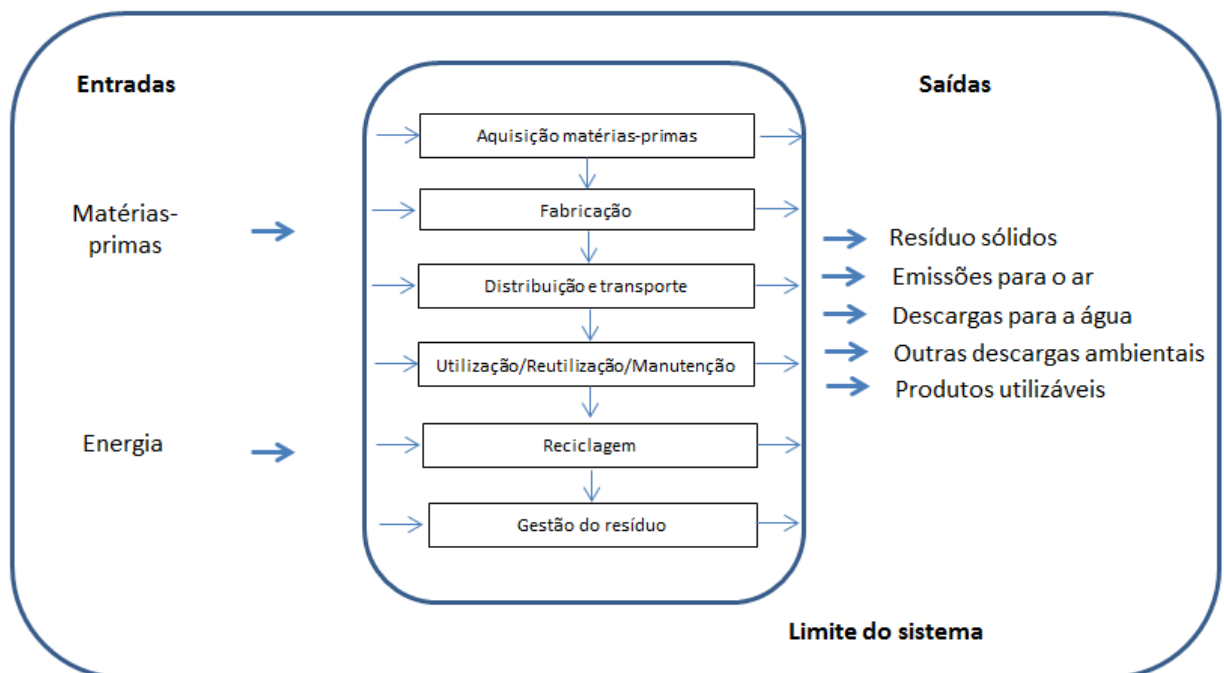 Entradas
Saídas
Aquisição matérias-primas
Fabricação
Distribuição e transporte
Utilização/Reutilização/Manutenção
Reciclagem
Gestão do resíduo
Matérias-
primas
Energia
Resíduo sólidos
Emissões para o ar
Descargas para a água
Outras descargas ambientais
Produtos utilizáveis
Limite do sistema